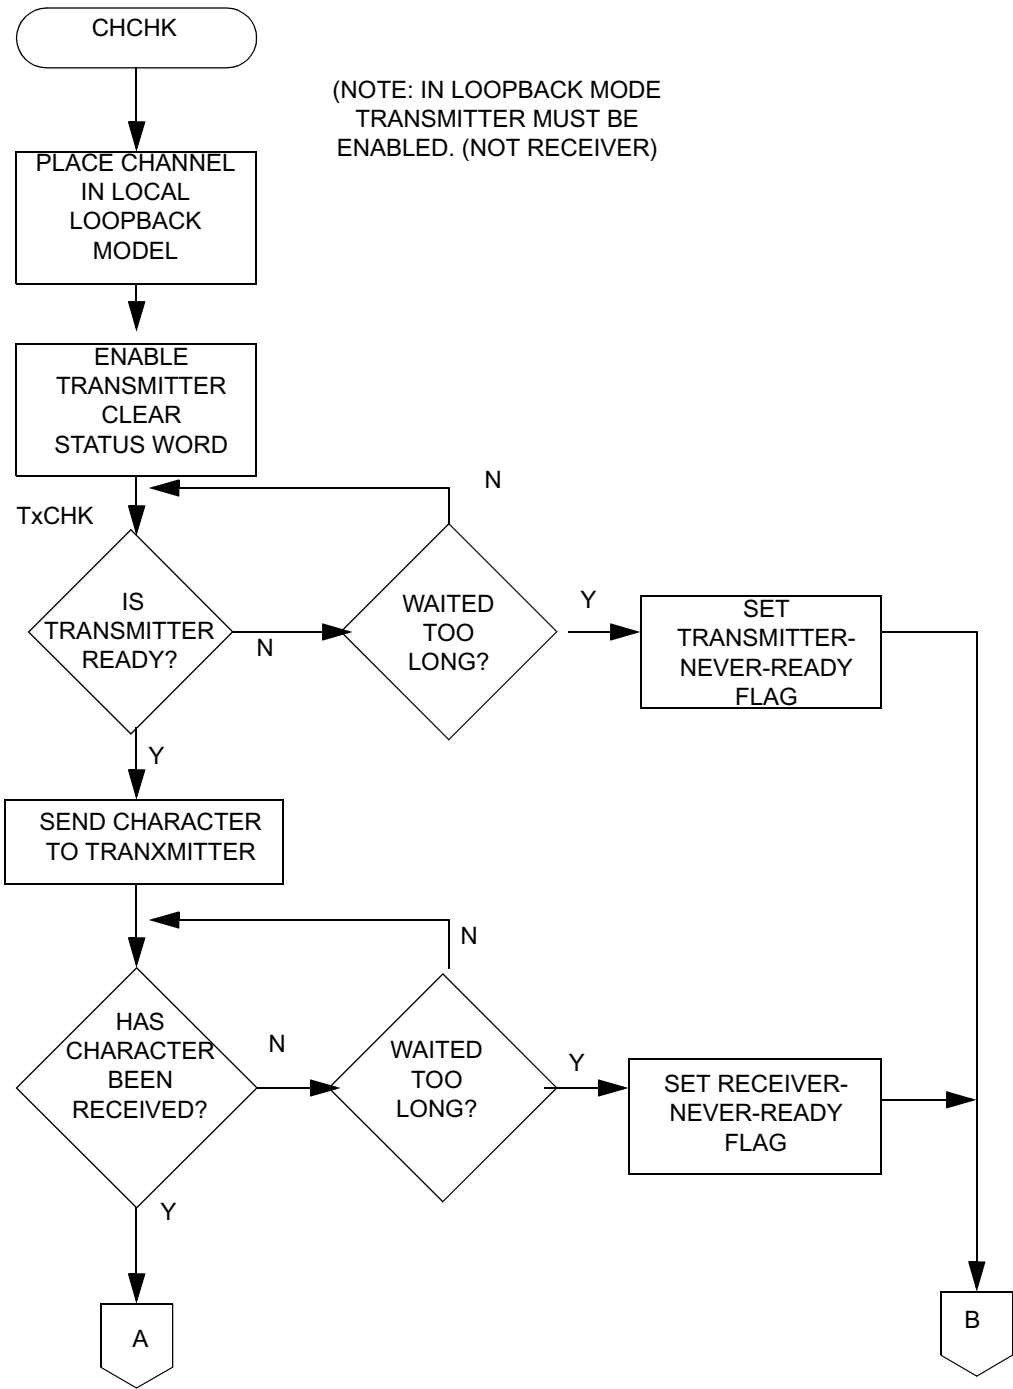 CHCHK
(NOTE: IN LOOPBACK MODE
TRANSMITTER MUST BE
ENABLED. (NOT RECEIVER)
PLACE CHANNEL
IN LOCAL
LOOPBACK
MODEL
ENABLE
TRANSMITTER
CLEAR
STATUS WORD
N
TxCHK
IS
TRANSMITTER
READY?
N
WAITED
TOO
LONG?
Y
SET
TRANSMITTER-
NEVER-READY
FLAG
Y
SEND CHARACTER
TO TRANXMITTER
N
HAS
CHARACTER
BEEN
RECEIVED?
N
WAITED
TOO
LONG?
Y
SET RECEIVER-
NEVER-READY
FLAG
Y
A
B